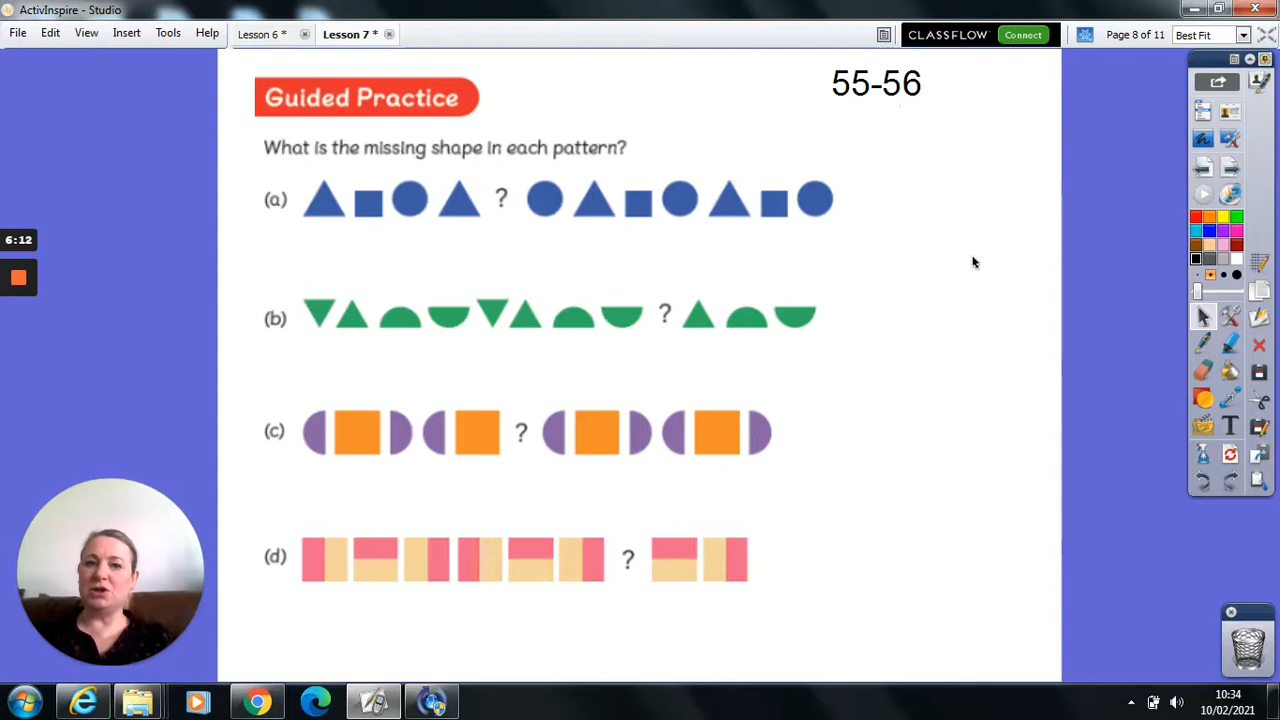 ActivInspire - Studio
File Edit View Insert Tools Help
Lesson 6 * Lesson 7 *
CLASSFLOW Connect
Page 8 of 11
Best Fit
Guided Practice
55-56
What is the missing shape in each pattern?
(a) ?
6:12
(b) ?
(c) ?
(d) ?
10:34
10/02/2021